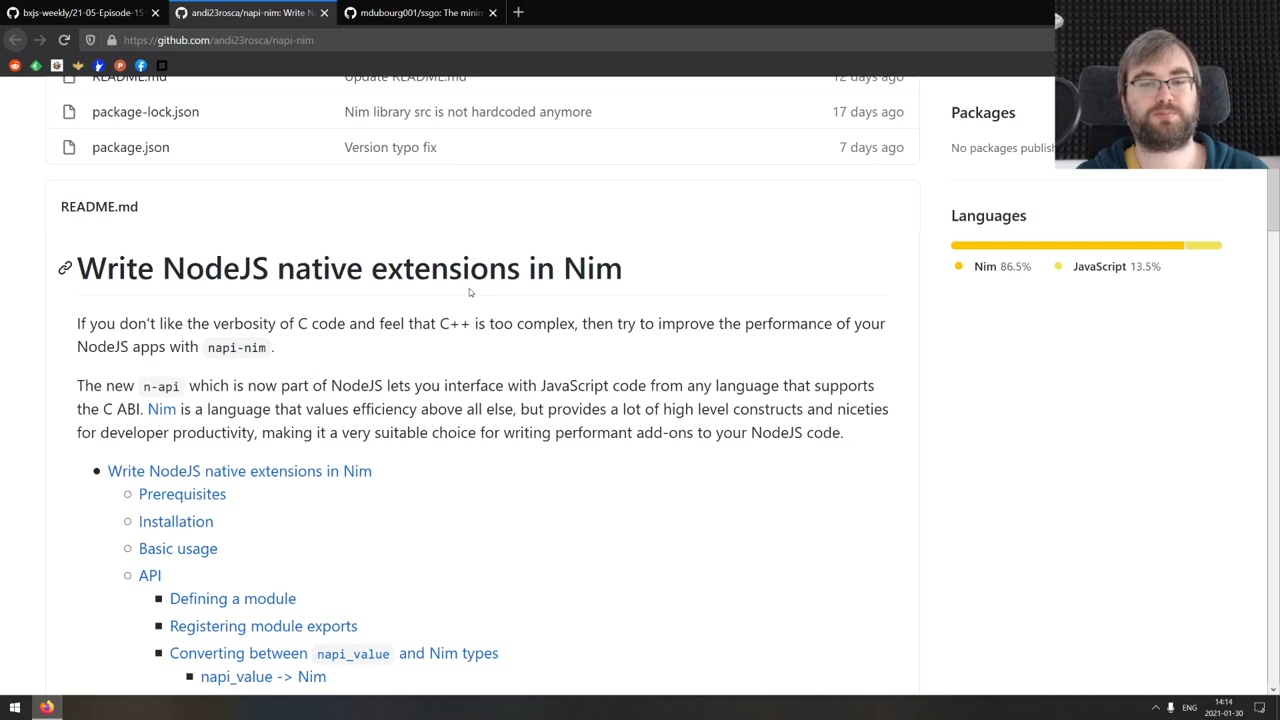 bxjs-weekly/21-05-Episode-15
andi23rosca/napi-nim: Write N
mdubourg001/ssgo: The minim
https://github.com/andi23rosca/napi-nim
README.md Update README.md 12 days ago
package-lock.json Nim library src is not hardcoded anymore 17 days ago
package.json Version typo fix 7 days ago
Packages
No packages publish
Languages
Nim 86.5% JavaScript 13.5%
README.md
Write NodeJS native extensions in Nim
If you don't like the verbosity of C code and feel that C++ is too complex, then try to improve the performance of your
NodeJS apps with napi-nim.
The new n-api which is now part of NodeJS lets you interface with JavaScript code from any language that supports
the C ABI. Nim is a language that values efficiency above all else, but provides a lot of high level constructs and niceties
for developer productivity, making it a very suitable choice for writing performant add-ons to your NodeJS code.
Write NodeJS native extensions in Nim
Prerequisites
Installation
Basic usage
API
Defining a module
Registering module exports
Converting between napi_value and Nim types
napi_value -> Nim
ENG
14:14
2021-01-30